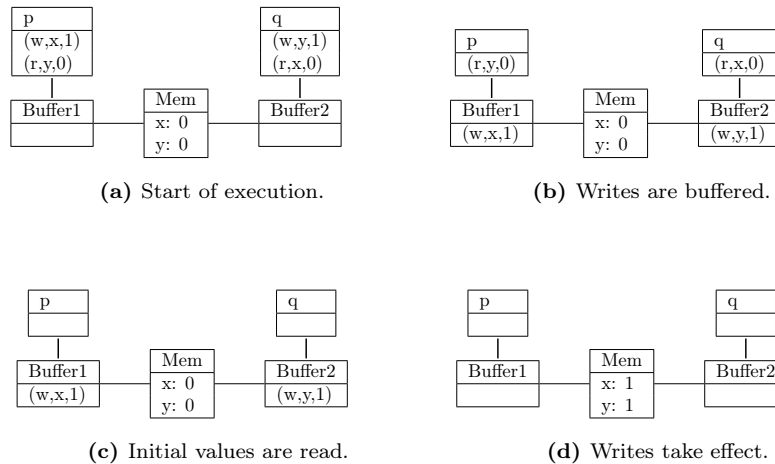 p
(w,x,1)
(r,y,0)
q
(w,y,1)
(r,x,0)
Buffer1
Mem
x: 0
y: 0
Buffer2
(a) Start of execution.
p
(r,y,0)
q
(r,x,0)
Buffer1
(w,x,1)
Mem
x: 0
y: 0
Buffer2
(w,y,1)
(b) Writes are buffered.
p
q
Buffer1
(w,x,1)
Mem
x: 0
y: 0
Buffer2
(w,y,1)
(c) Initial values are read.
p
q
Buffer1
Mem
x: 1
y: 1
Buffer2
(d) Writes take effect.